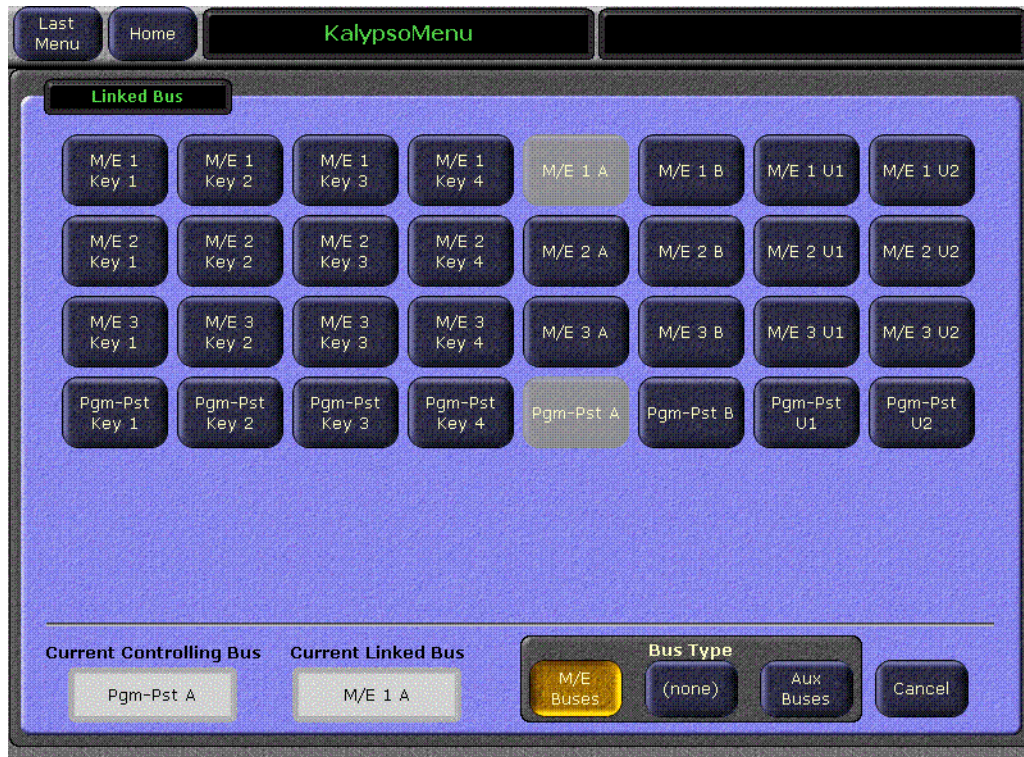 Last
Menu
Home
KalypsoMenu
Linked Bus
M/E 1
Key 1
M/E 1
Key 2
M/E 1
Key 3
M/E 1
Key 4
M/E 1 A
M/E 1 B
M/E 1 U1
M/E 1 U2
M/E 2
Key 1
M/E 2
Key 2
M/E 2
Key 3
M/E 2
Key 4
M/E 2 A
M/E 2 B
M/E 2 U1
M/E 2 U2
M/E 3
Key 1
M/E 3
Key 2
M/E 3
Key 3
M/E 3
Key 4
M/E 3 A
M/E 3 B
M/E 3 U1
M/E 3 U2
Pgm-Pst
Key 1
Pgm-Pst
Key 2
Pgm-Pst
Key 3
Pgm-Pst
Key 4
Pgm-Pst A
Pgm-Pst B
Pgm-Pst
U1
Pgm-Pst
U2
Current Controlling Bus
Pgm-Pst A
Current Linked Bus
M/E 1 A
Bus Type
M/E
Buses
(none)
Aux
Buses
Cancel